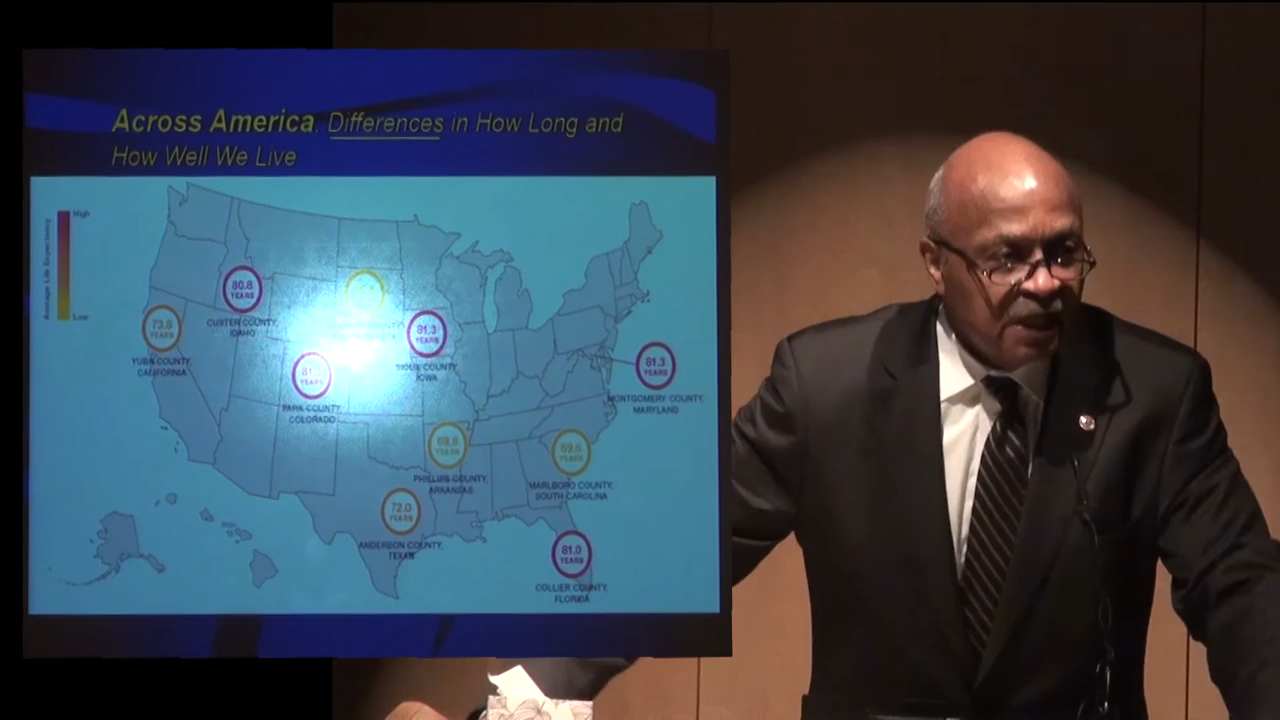 Across America, Differences in How Long and
How Well We Live
High
Average Life Expectancy
Low
80.8
YEARS
CUSTER COUNTY,
IDAHO
73.8
YEARS
YUBA COUNTY,
CALIFORNIA
81.3
YEARS
SIOUX COUNTY,
IOWA
81.3
YEARS
MONTGOMERY COUNTY,
MARYLAND
YEARS
PARK COUNTY,
COLORADO
69.8
YEARS
PHILLIPS COUNTY,
ARKANSAS
69.6
YEARS
MARLBORO COUNTY,
SOUTH CAROLINA
72.0
YEARS
ANDERSON COUNTY,
TEXAS
81.0
YEARS
COLLIER COUNTY,
FLORIDA